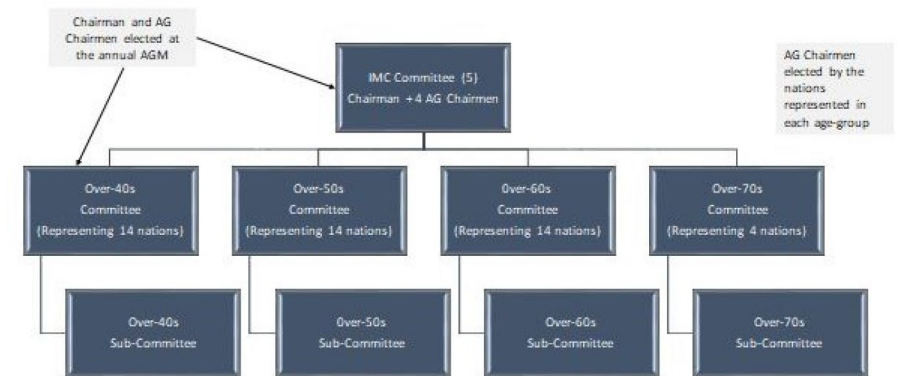 Chairman and AG
Chairmen elected at
the annual AGM
IMC Committee (5)
Chairman +4 AG Chairmen
AG Chairmen
elected by the
nations
represented in
each age-group
Over-40s
Committee
(Representing 14 nations)
Over-50s
Committee
(Representing 14 nations)
0ver-60s
Committee
(Representing 14 nations)
Over-70s
Committee
(Representing 4 nations)
Over-40s
Sub-Committee
0ver-50s
Sub-Committee
Over-60s
Sub-Committee
Over-70s
Sub-Committee